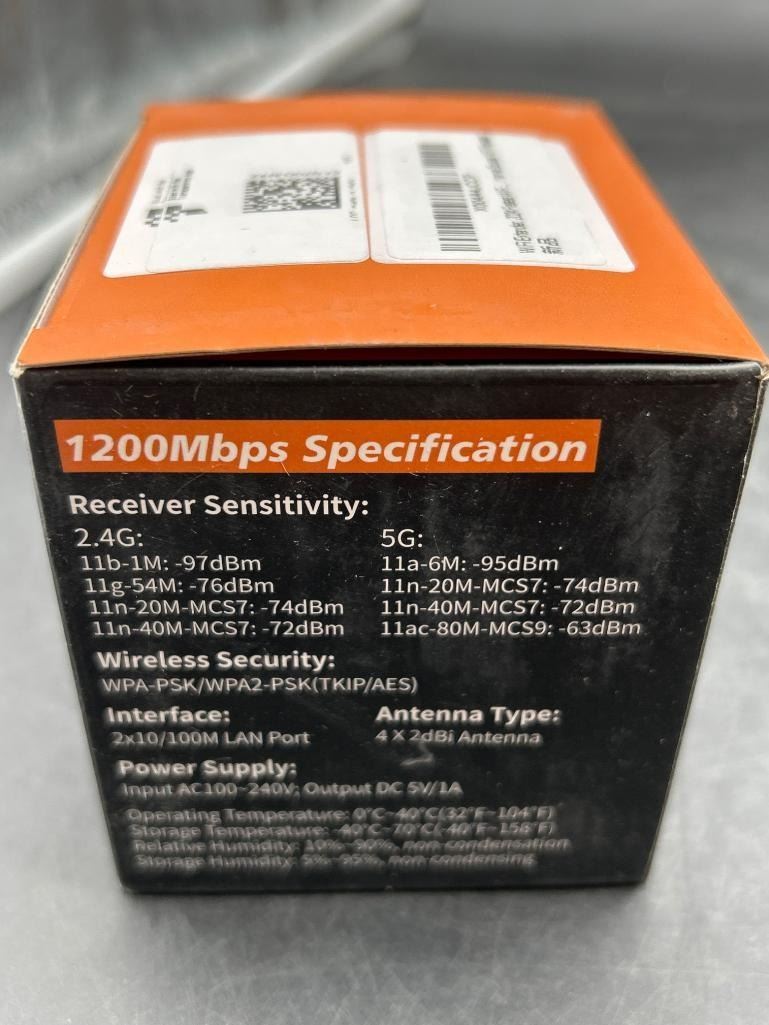 新品
1200Mbps Specification
Receiver Sensitivity:
2.4G:
11b-1M: -97dBm
11g-54M: -76dBm
11n-20M-MCS7: -74dBm
11n-40M-MCS7: -72dBm
5G:
11a-6M: -95dBm
11n-20M-MCS7: -74dBm
11n-40M-MCS7: -72dBm
11ac-80M-MCS9: -63dBm
Wireless Security:
WPA-PSK/WPA2-PSK(TKIP/AES)
Interface:
2x10/100M LAN Port
Antenna Type:
4 X 2dBi Antenna
Power Supply:
Input AC100~240V; Output DC 5V/1A
Operating Temperature: 0°C~40°C(32°F~104°F)
Storage Temperature: -40°C~70°C(-40°F~158°F)
Relative Humidity: 10%~90%, non condensation
Storage Humidity: 5%~95%, non condensing